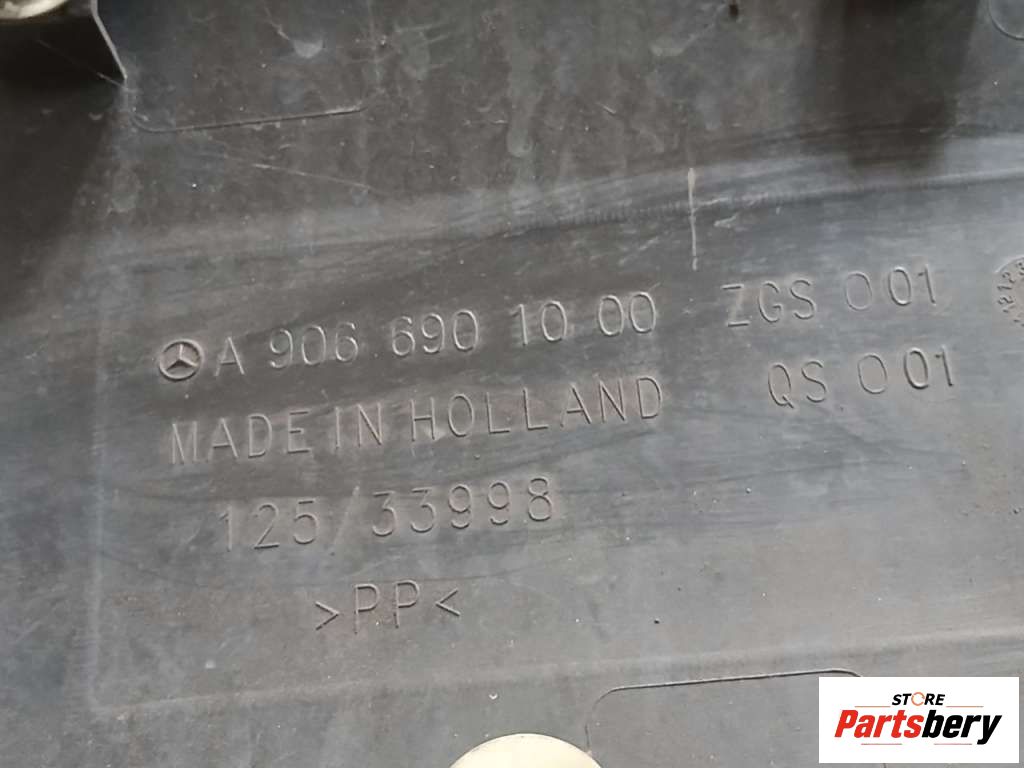 A 906 690 10 00 ZGS 001
MADE IN HOLLAND QS 001
125/33998
>PP<
STORE
Partsbery